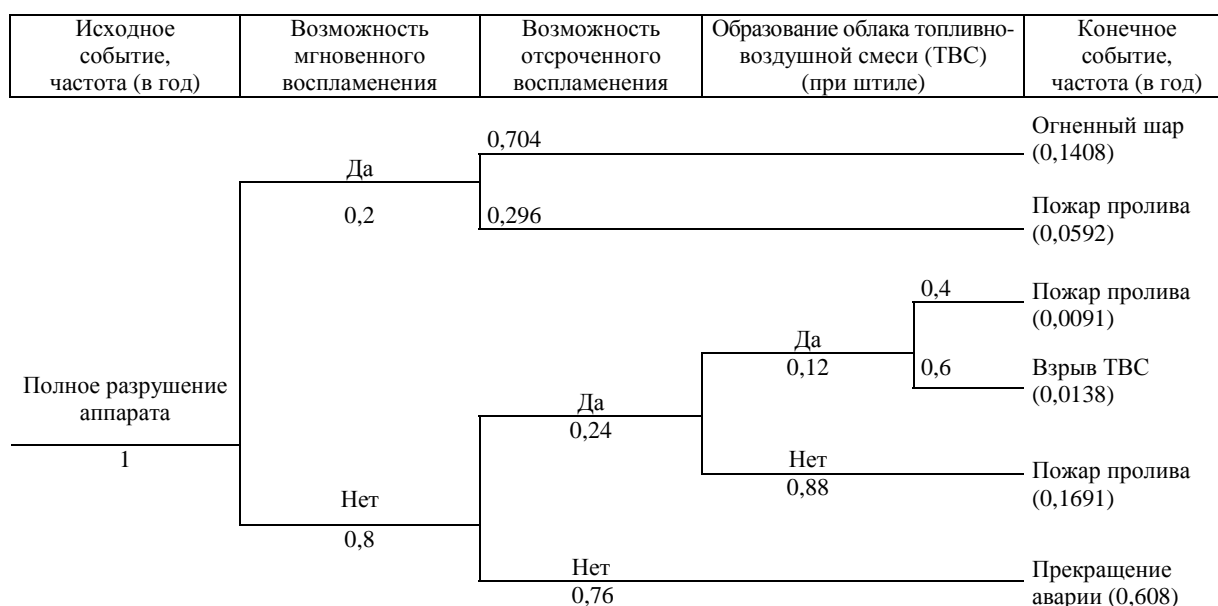 Исходное
событие,
частота (в год)
Возможность
мгновенного
воспламенения
Возможность
отсроченного
воспламенения
Образование облака топливно-
воздушной смеси (ТВС)
(при штиле)
Конечное
событие,
частота (в год)
Огненный шар
(0,1408)
0,704
Да
0,2
0,296
Пожар пролива
(0,0592)
0,4
Пожар пролива
(0,0091)
Да
0,12
0,6
Взрыв ТВС
(0,0138)
Полное разрушение
аппарата
1
Да
0,24
Нет
0,88
Пожар пролива
(0,1691)
Нет
0,8
Нет
0,76
Прекращение
аварии (0,608)